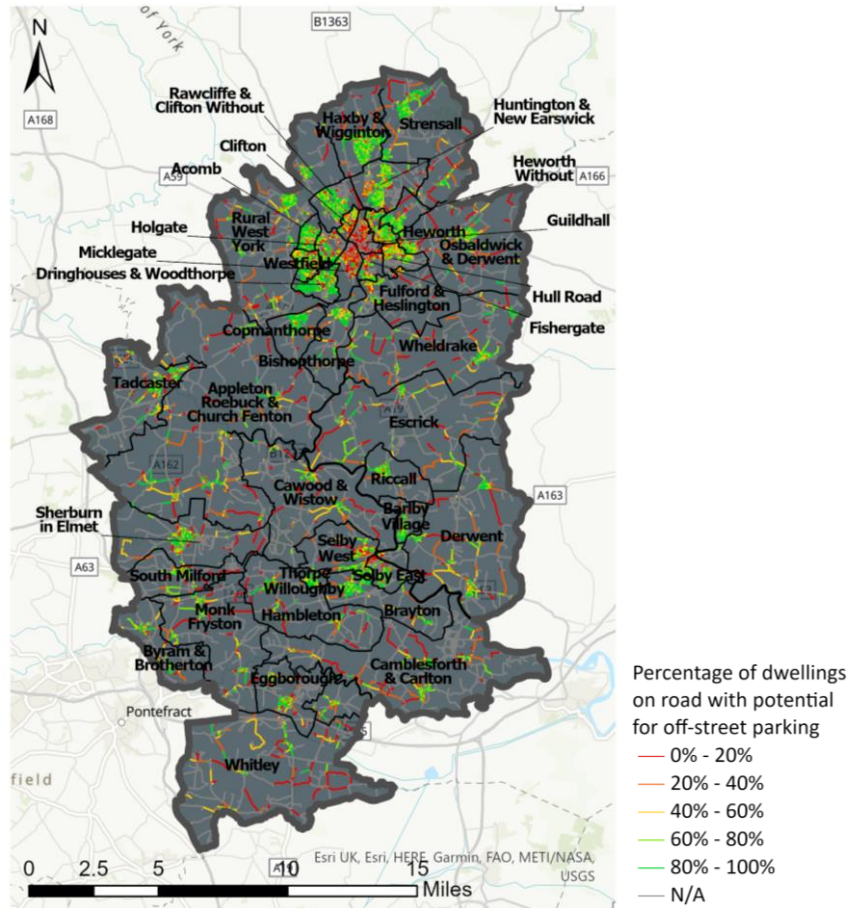 B1363
of York
N
A168
Rawcliffe &
Clifton Without
Haxby &
Wigginton
Strensall
Huntington &
New Earswick
Clifton
Acomb
A59
Heworth
Without
A166
Holgate
Rural
West
York
Heworth
Guildhall
Micklegate
Westfield
Osbaldwick
& Derwent
Dringhouses & Woodthorpe
Fulford &
Heslington
Hull Road
Copmanthorpe
Fishergate
Wheldrake
Bishopthorpe
Tadcaster
Appleton
Roebuck &
Church Fenton
A19
Escrick
A162
Cawood &
Wistow
Riccall
A163
Sherburn
in Elmet
Barlby
Village
Derwent
Selby
West
A63
South Milford
Thorpe
Willoughby
Selby East
Monk
Fryston
Hambleton
Brayton
Byram &
Brotherton
Camblesforth
& Carlton
Eggborough
Pontefract
field
Whitley
Percentage of dwellings
on road with potential
for off-street parking
0% - 20%
20% - 40%
40% - 60%
60% - 80%
80% - 100%
N/A
Esri UK, Esri, HERE, Garmin, FAO, METI/NASA,
USGS
0 2.5 5 10 15
Miles